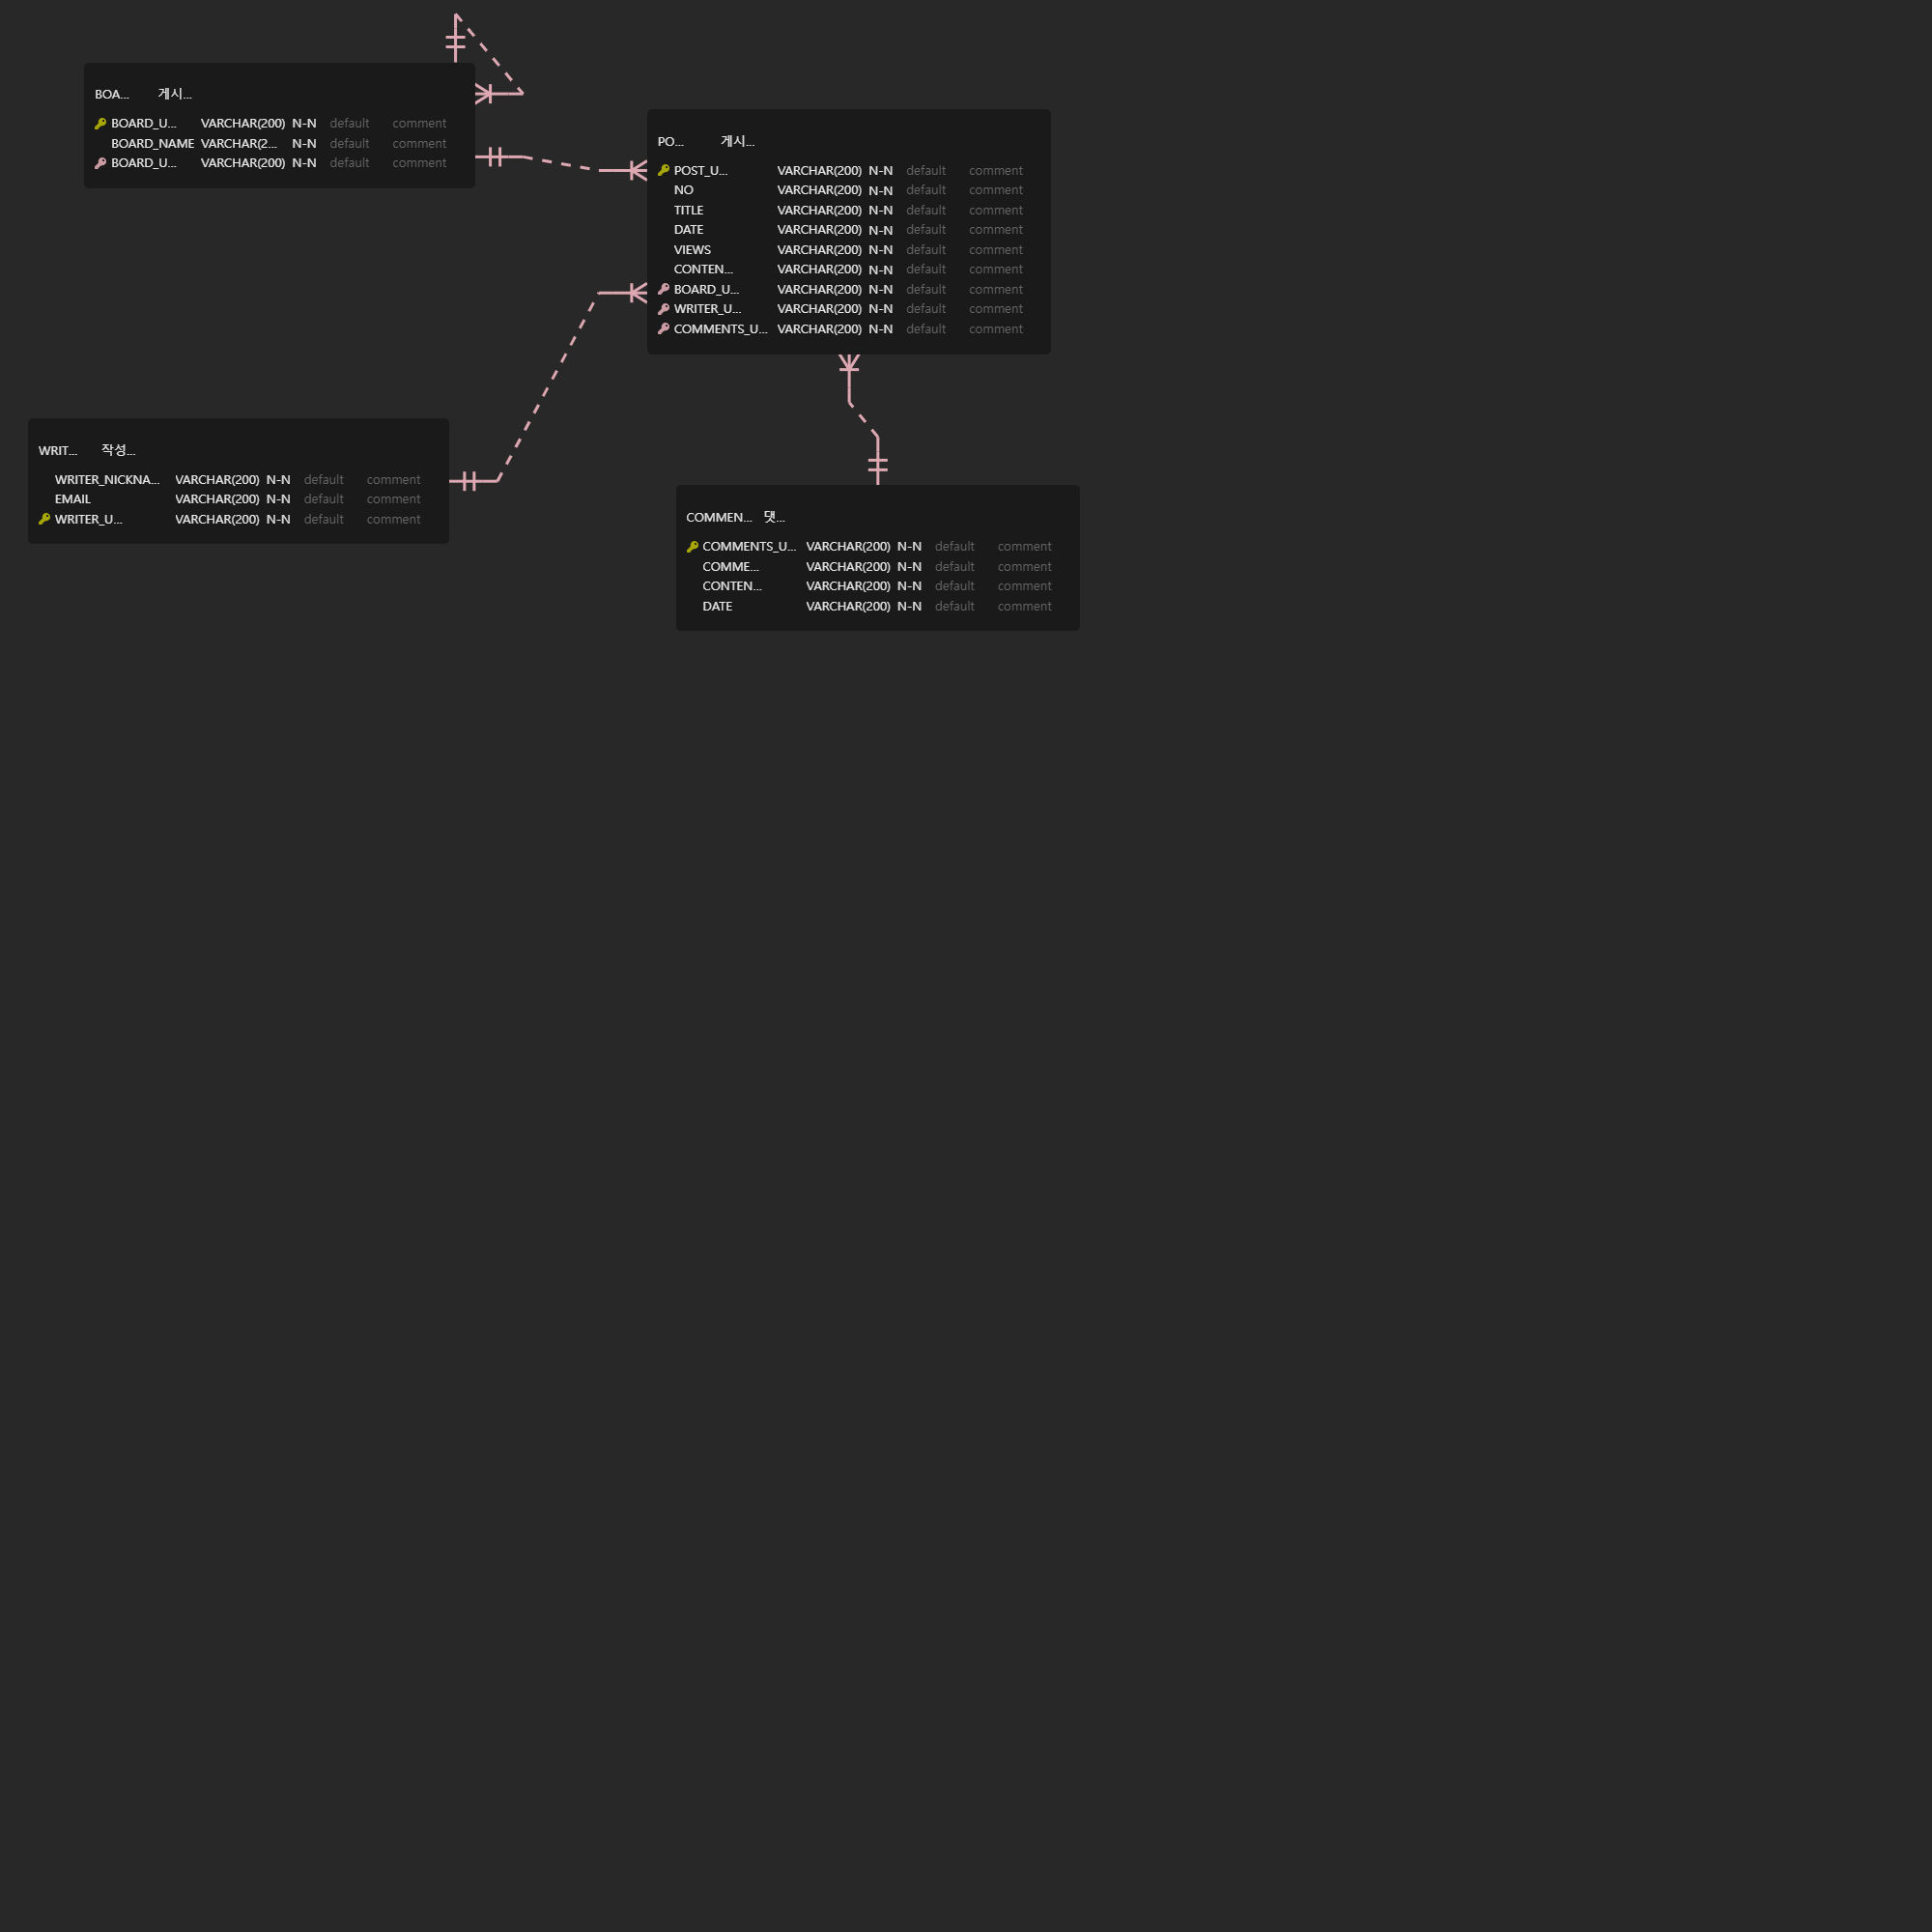 BOA... 게시...
BOARD_U... VARCHAR(200) N-N default comment
BOARD_NAME VARCHAR(2... N-N default comment
BOARD_U... VARCHAR(200) N-N default comment
PO... 게시...
POST_U... VARCHAR(200) N-N default comment
NO VARCHAR(200) N-N default comment
TITLE VARCHAR(200) N-N default comment
DATE VARCHAR(200) N-N default comment
VIEWS VARCHAR(200) N-N default comment
CONTEN... VARCHAR(200) N-N default comment
BOARD_U... VARCHAR(200) N-N default comment
WRITER_U... VARCHAR(200) N-N default comment
COMMENTS_U... VARCHAR(200) N-N default comment
WRIT... 작성...
WRITER_NICKNA... VARCHAR(200) N-N default comment
EMAIL VARCHAR(200) N-N default comment
WRITER_U... VARCHAR(200) N-N default comment
COMMEN... 댓...
COMMENTS_U... VARCHAR(200) N-N default comment
COMME... VARCHAR(200) N-N default comment
CONTEN... VARCHAR(200) N-N default comment
DATE VARCHAR(200) N-N default comment